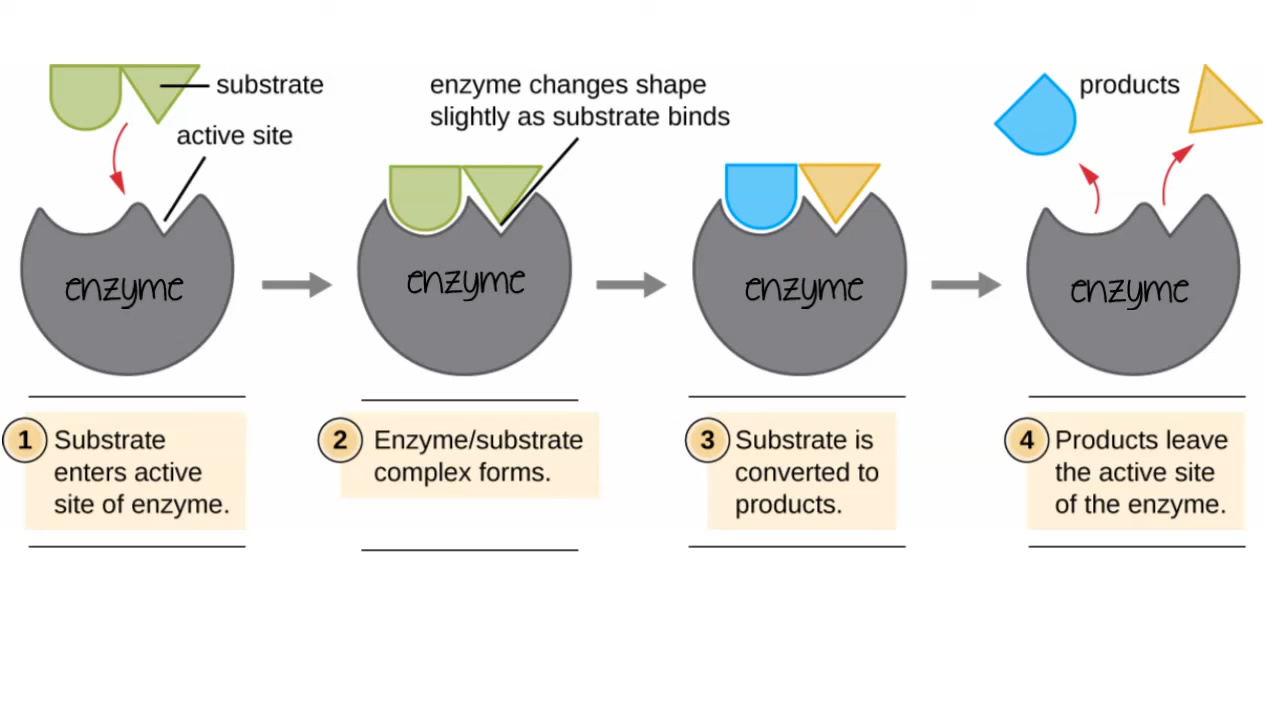 substrate
active site
enzyme
1
Substrate
enters active
site of enzyme.
enzyme changes shape
slightly as substrate binds
enzyme
2
Enzyme/substrate
complex forms.
enzyme
3
Substrate is
converted to
products.
products
enzyme
4
Products leave
the active site
of the enzyme.